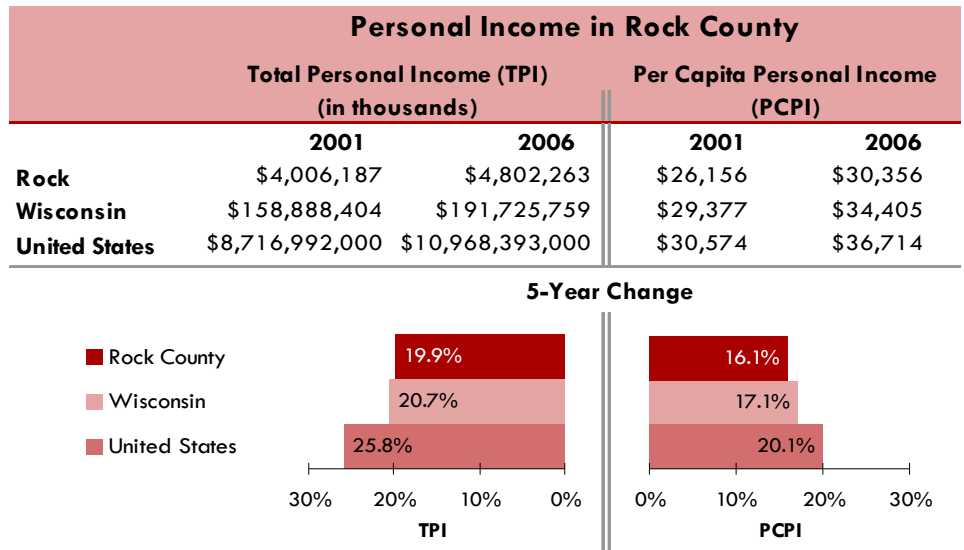 Personal Income in Rock County
Total Personal Income (TPI)
(in thousands)
Per Capita Personal Income
(PCPI)
2001 2006 2001 2006
Rock $4,006,187 $4,802,263 $26,156 $30,356
Wisconsin $158,888,404 $191,725,759 $29,377 $34,405
United States $8,716,992,000 $10,968,393,000 $30,574 $36,714
5-Year Change
Rock County 19.9% 16.1%
Wisconsin 20.7% 17.1%
United States 25.8% 20.1%
30% 20% 10% 0% 0% 10% 20% 30%
TPI PCPI